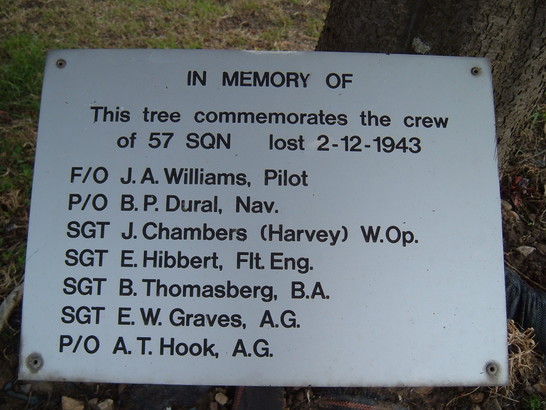 IN MEMORY OF
This tree commemorates the crew
of 57 SQN lost 2-12-1943
F/O J.A. Williams, Pilot
P/O B.P. Dural, Nav.
SGT J. Chambers (Harvey) W.Op.
SGT E. Hibbert, Flt. Eng.
SGT B. Thomasberg, B.A.
SGT E.W. Graves, A.G.
P/O A.T. Hook, A.G.